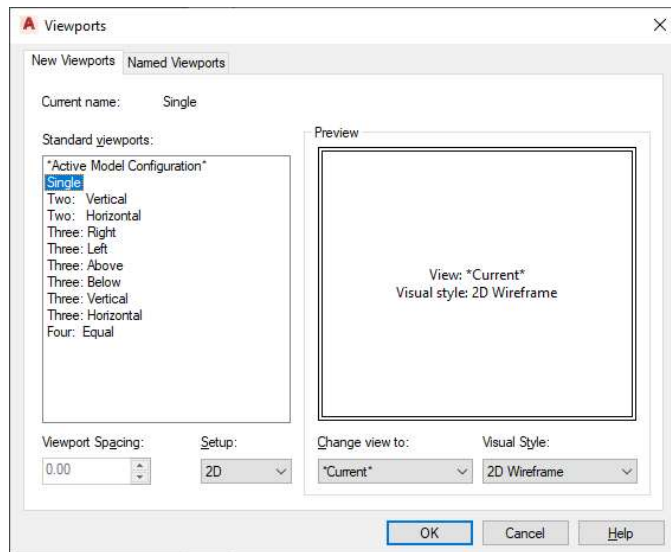 A Viewports
New Viewports Named Viewports
Current name: Single
Standard viewports:
*Active Model Configuration*
Single
Two: Vertical
Two: Horizontal
Three: Right
Three: Left
Three: Above
Three: Below
Three: Vertical
Three: Horizontal
Four: Equal
Preview
View: *Current*
Visual style: 2D Wireframe
Viewport Spacing: Setup: Change view to: Visual Style:
0.00 2D *Current* 2D Wireframe
OK Cancel Help